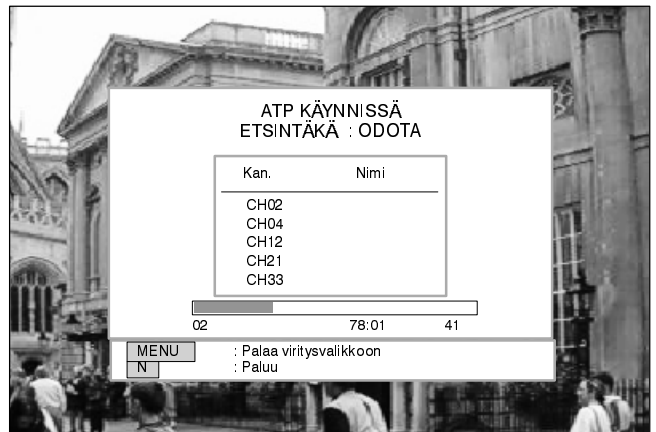 ATP KÄYNNISSÄ
ETSINTÄKÄ : ODOTA
Kan. Nimi
CH02
CH04
CH12
CH21
CH33
02 78:01 41
MENU : Palaa viritysvalikkoon
N : Paluu